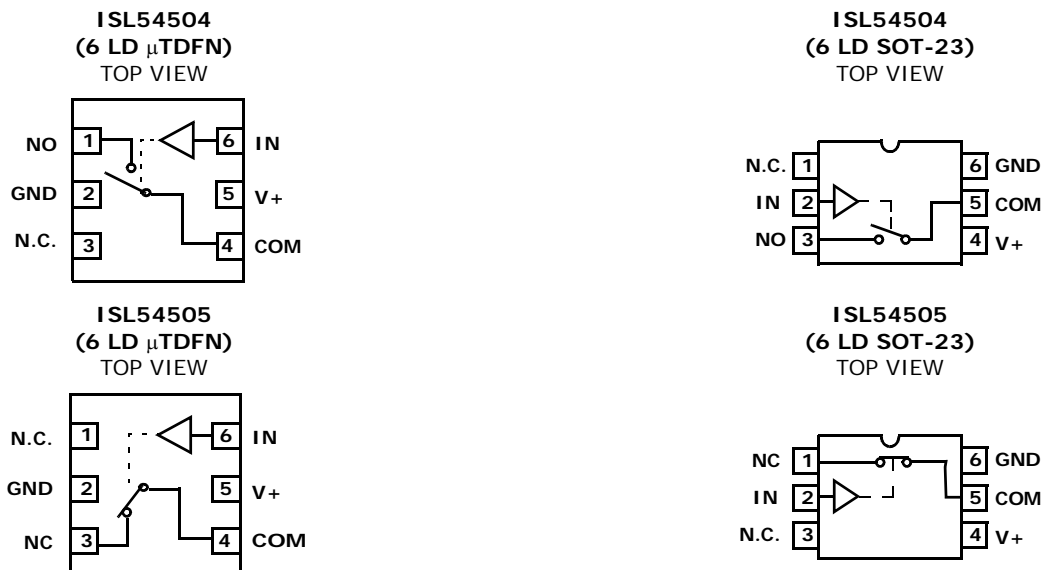 ISL54504
(6 LD μTDFN)
TOP VIEW
NO 1 6 IN
GND 2 5 V+
N.C. 3 4 COM
ISL54504
(6 LD SOT-23)
TOP VIEW
N.C. 1 6 GND
IN 2 5 COM
NO 3 4 V+
ISL54505
(6 LD μTDFN)
TOP VIEW
N.C. 1 6 IN
GND 2 5 V+
NC 3 4 COM
ISL54505
(6 LD SOT-23)
TOP VIEW
NC 1 6 GND
IN 2 5 COM
N.C. 3 4 V+